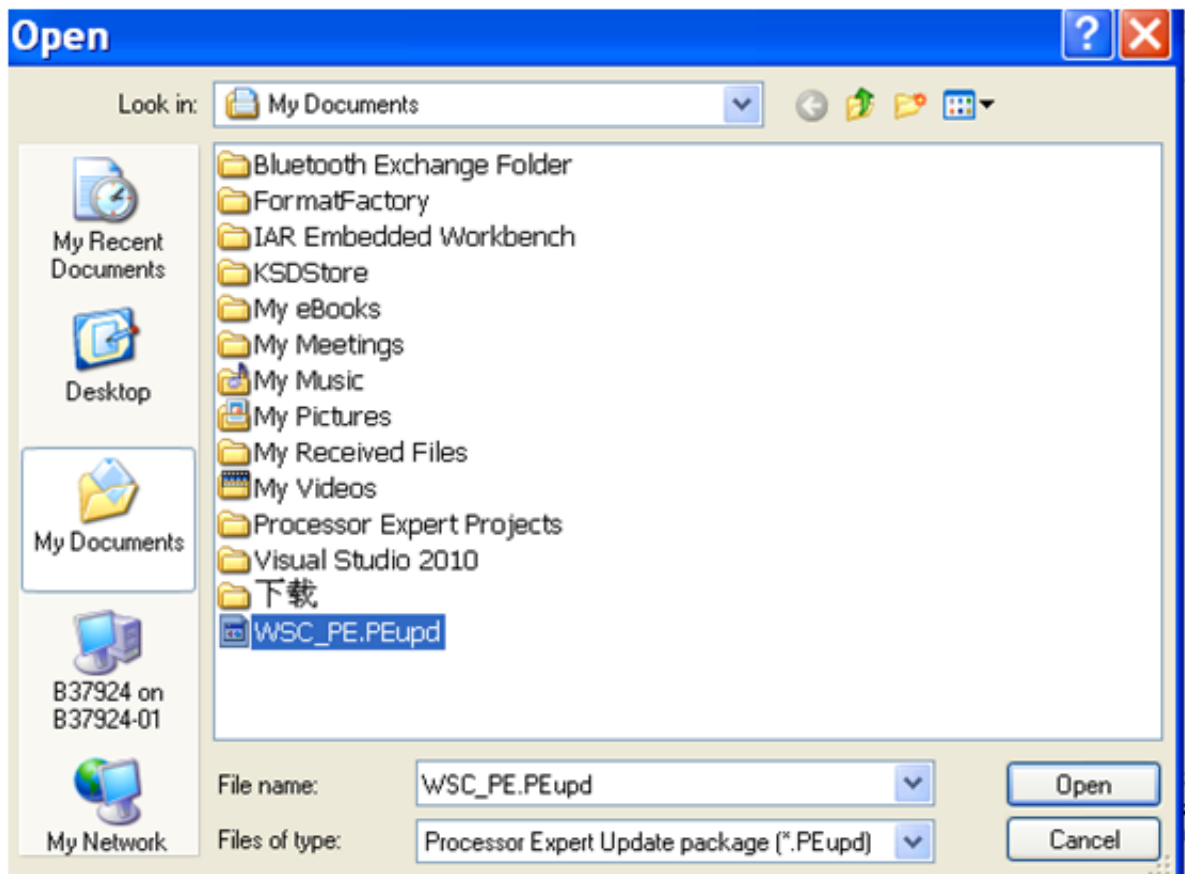 Open
Look in: My Documents
My Recent
Documents
Desktop
My Documents
B37924 on
B37924-01
My Network
Bluetooth Exchange Folder
FormatFactory
IAR Embedded Workbench
KSDStore
My eBooks
My Meetings
My Music
My Pictures
My Received Files
My Videos
Processor Expert Projects
Visual Studio 2010
下载
WSC_PE.PEupd
File name: WSC_PE.PEupd Open
Files of type: Processor Expert Update package (*.PEupd) Cancel